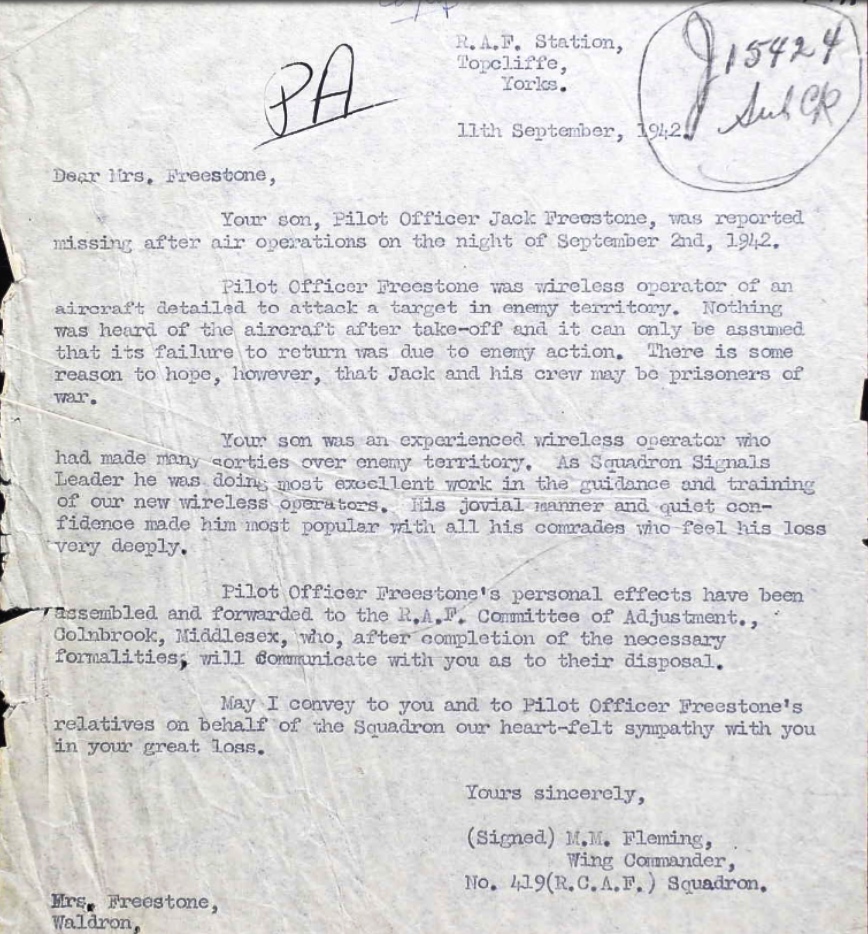 R.A.F. Station,
Topcliffe,
Yorks.
J15424
PA
11th September, 1942.
Dear Mrs. Freestone,
Your son, Pilot Officer Jack Freestone, was reported
missing after air operations on the night of September 2nd, 1942.
Pilot Officer Freestone was wireless operator of an
aircraft detailed to attack a target in enemy territory. Nothing
was heard of the aircraft after take-off and it can only be assumed
that its failure to return was due to enemy action. There is some
reason to hope, however, that Jack and his crew may be prisoners of
war.
Your son was an experienced wireless operator who
had made many sorties over enemy territory. As Squadron Signals
Leader he was doing most excellent work in the guidance and training
of our new wireless operators. His jovial manner and quiet con-
fidence made him most popular with all his comrades who feel his loss
very deeply.
Pilot Officer Freestone's personal effects have been
assembled and forwarded to the R.A.F. Committee of Adjustment.,
Colnbrook, Middlesex, who, after completion of the necessary
formalities; will communicate with you as to their disposal.
May I convey to you and to Pilot Officer Freestone's
relatives on behalf of the Squadron our heart-felt sympathy with you
in your great loss.
Yours sincerely,
(Signed) M.M. Fleming,
Wing Commander,
No. 419(R.C.A.F.) Squadron.
Mrs. Freestone,
Waldron,